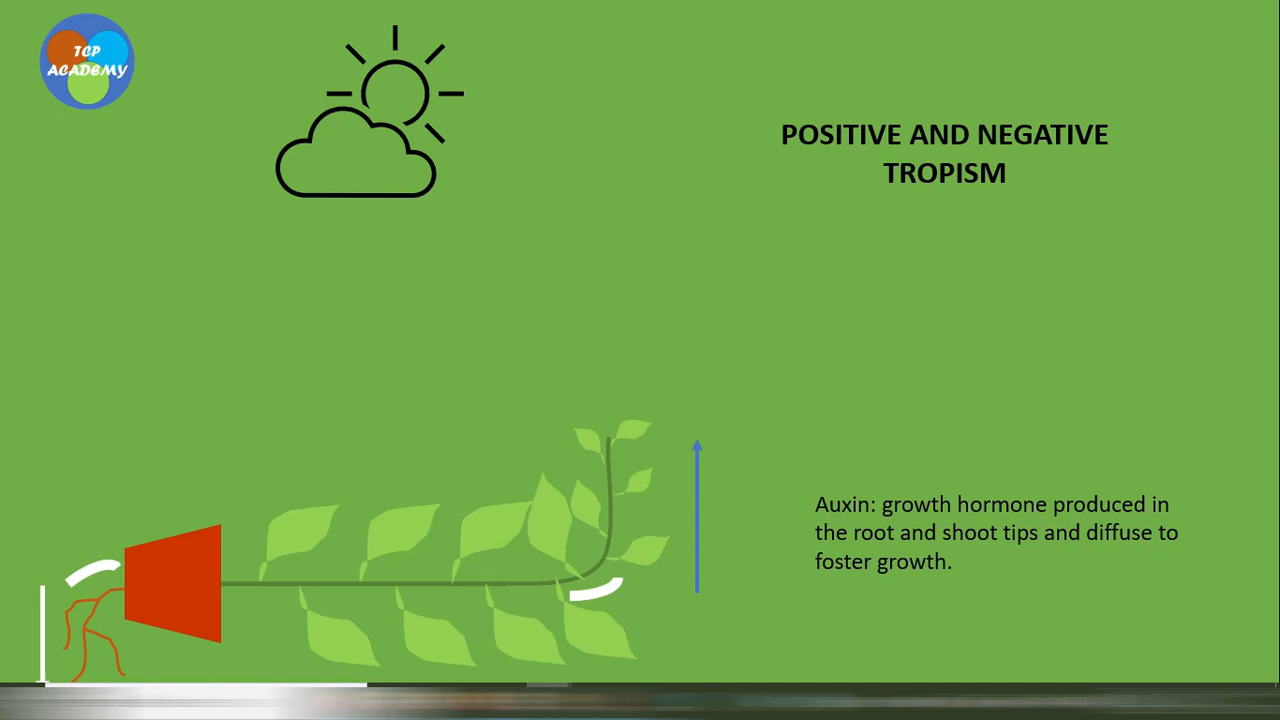 TCP
ACADEMY
POSITIVE AND NEGATIVE
TROPISM
Auxin: growth hormone produced in
the root and shoot tips and diffuse to
foster growth.